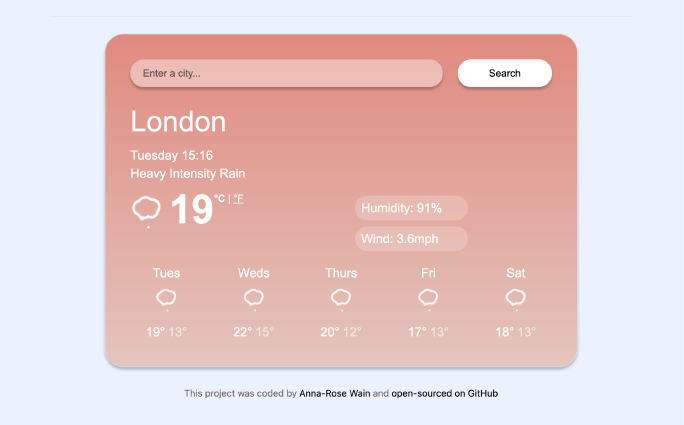 Enter a city...
Search
London
Tuesday 15:16
Heavy Intensity Rain
19 °C | °F
Humidity: 91%
Wind: 3.6mph
Tues Weds Thurs Fri Sat
19° 13° 22° 15° 20° 12° 17° 13° 18° 13°
This project was coded by Anna-Rose Wain and open-sourced on GitHub